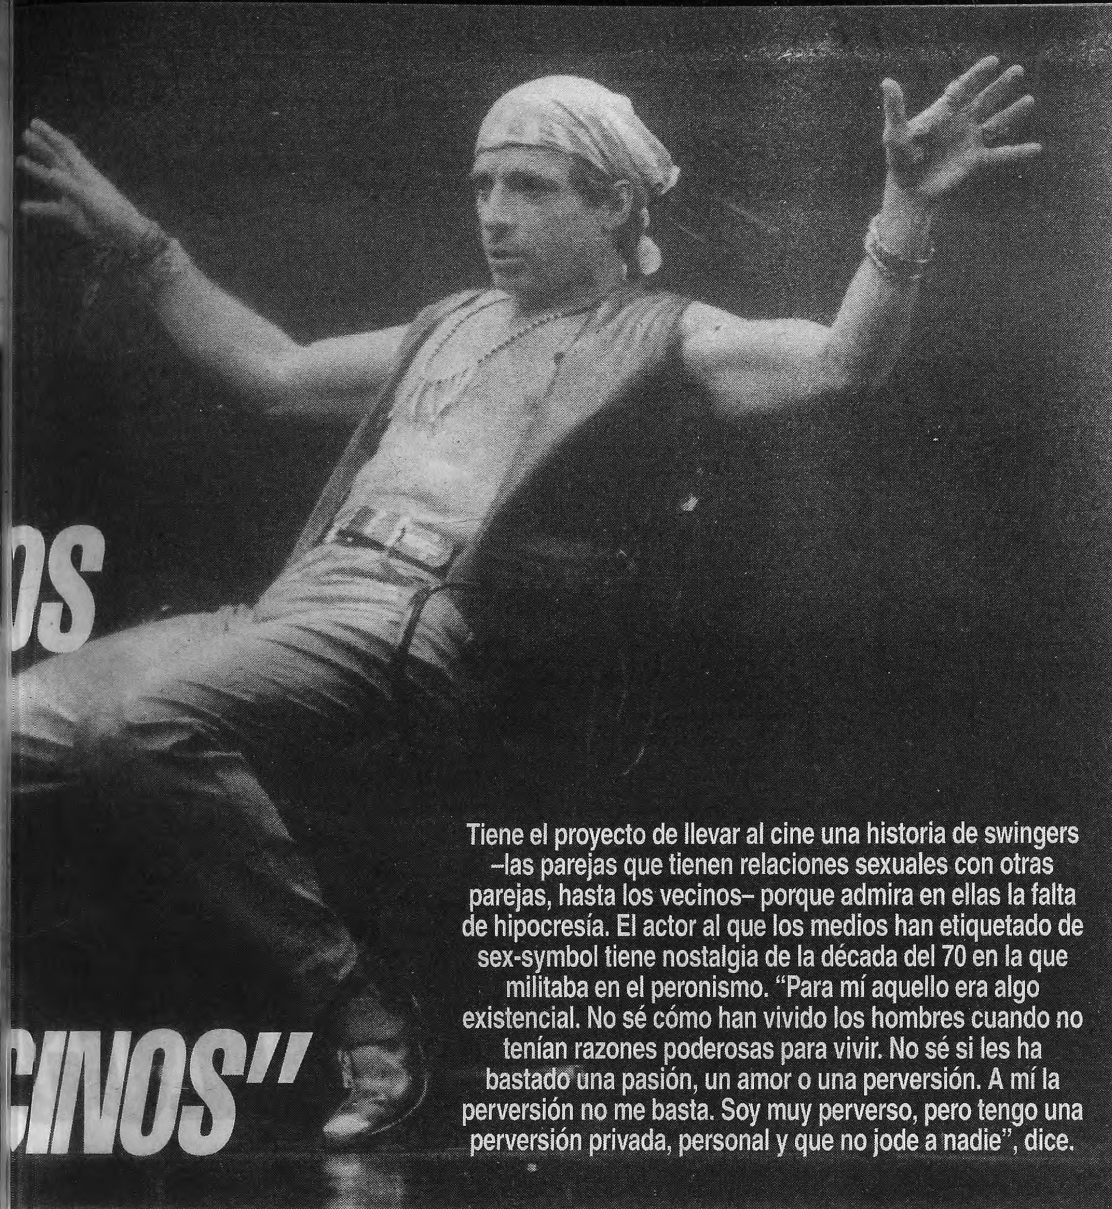 OS
Tiene el proyecto de llevar al cine una historia de swingers
–las parejas que tienen relaciones sexuales con otras
parejas, hasta los vecinos– porque admira en ellas la falta
de hipocresía. El actor al que los medios han etiquetado de
sex-symbol tiene nostalgia de la década del 70 en la que
militaba en el peronismo. “Para mí aquello era algo
existencial. No sé cómo han vivido los hombres cuando no
tenían razones poderosas para vivir. No sé si les ha
bastado una pasión, un amor o una perversión. A mí la
perversión no me basta. Soy muy perverso, pero tengo una
perversión privada, personal y que no jode a nadie”, dice.
CINOS"